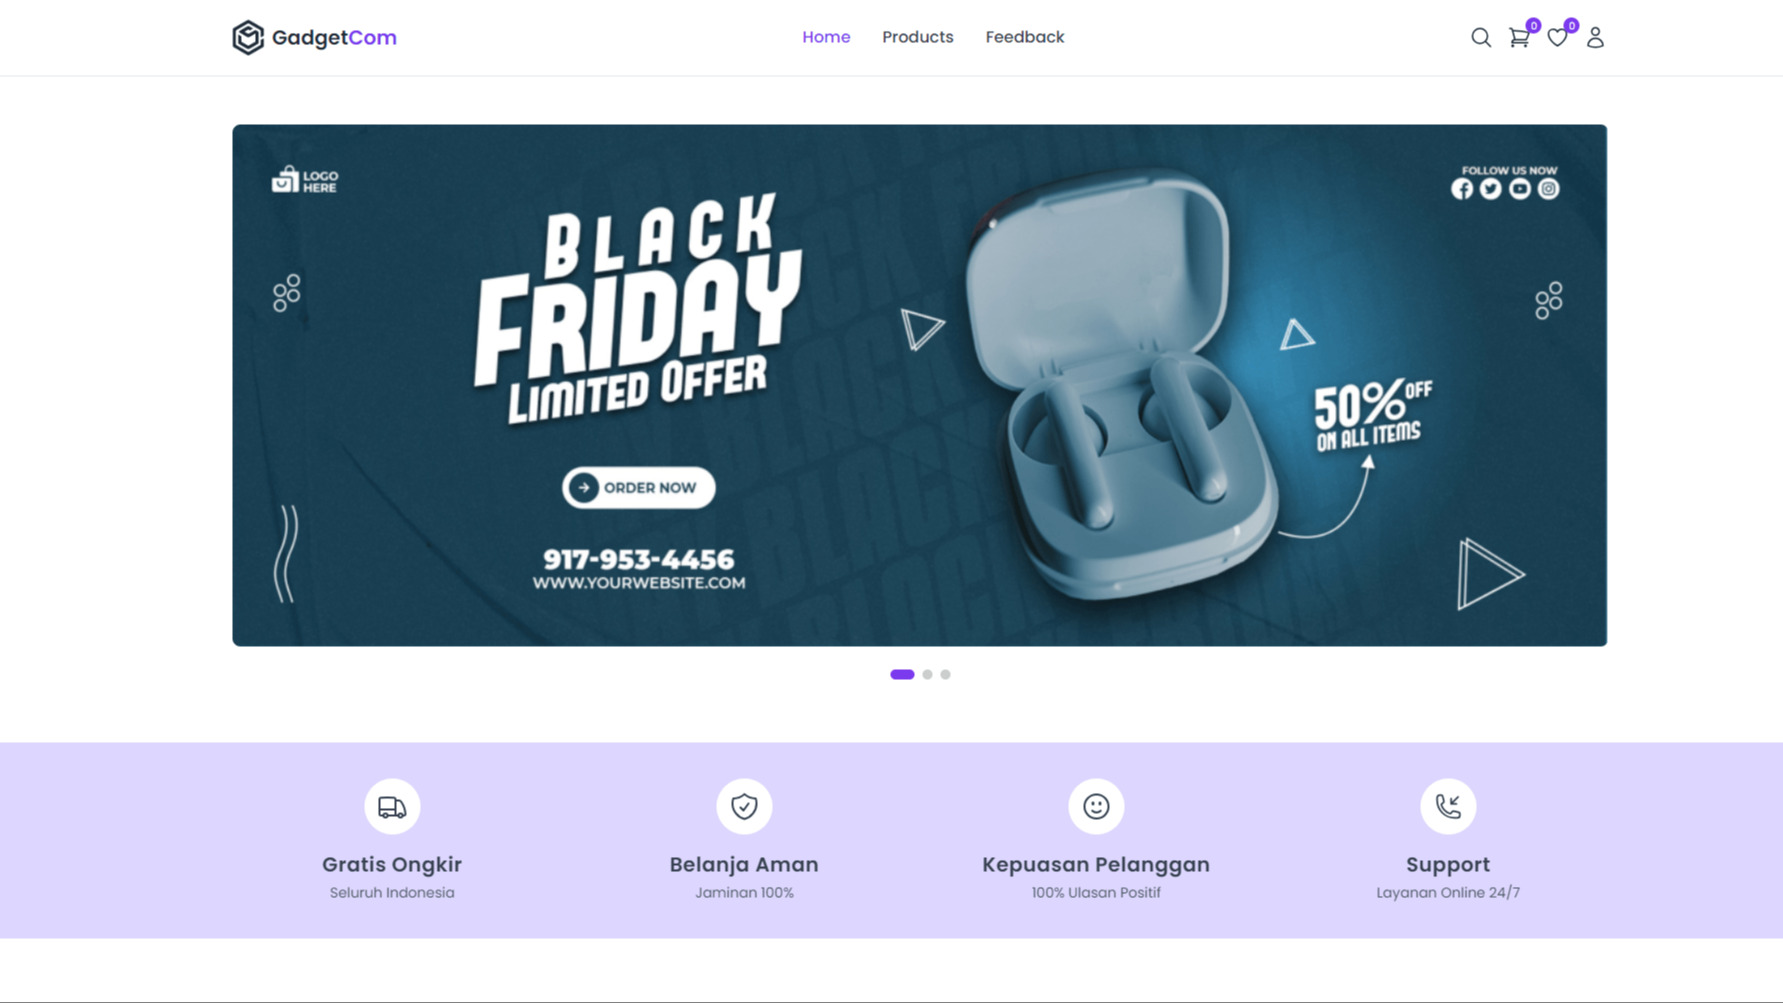 GadgetCom
Home
Products
Feedback
0
0
LOGO
HERE
FOLLOW US NOW
BLACK
FRIDAY
LIMITED OFFER
50% OFF
ON ALL ITEMS
ORDER NOW
917-953-4456
WWW.YOURWEBSITE.COM
Gratis Ongkir
Seluruh Indonesia
Belanja Aman
Jaminan 100%
Kepuasan Pelanggan
100% Ulasan Positif
Support
Layanan Online 24/7